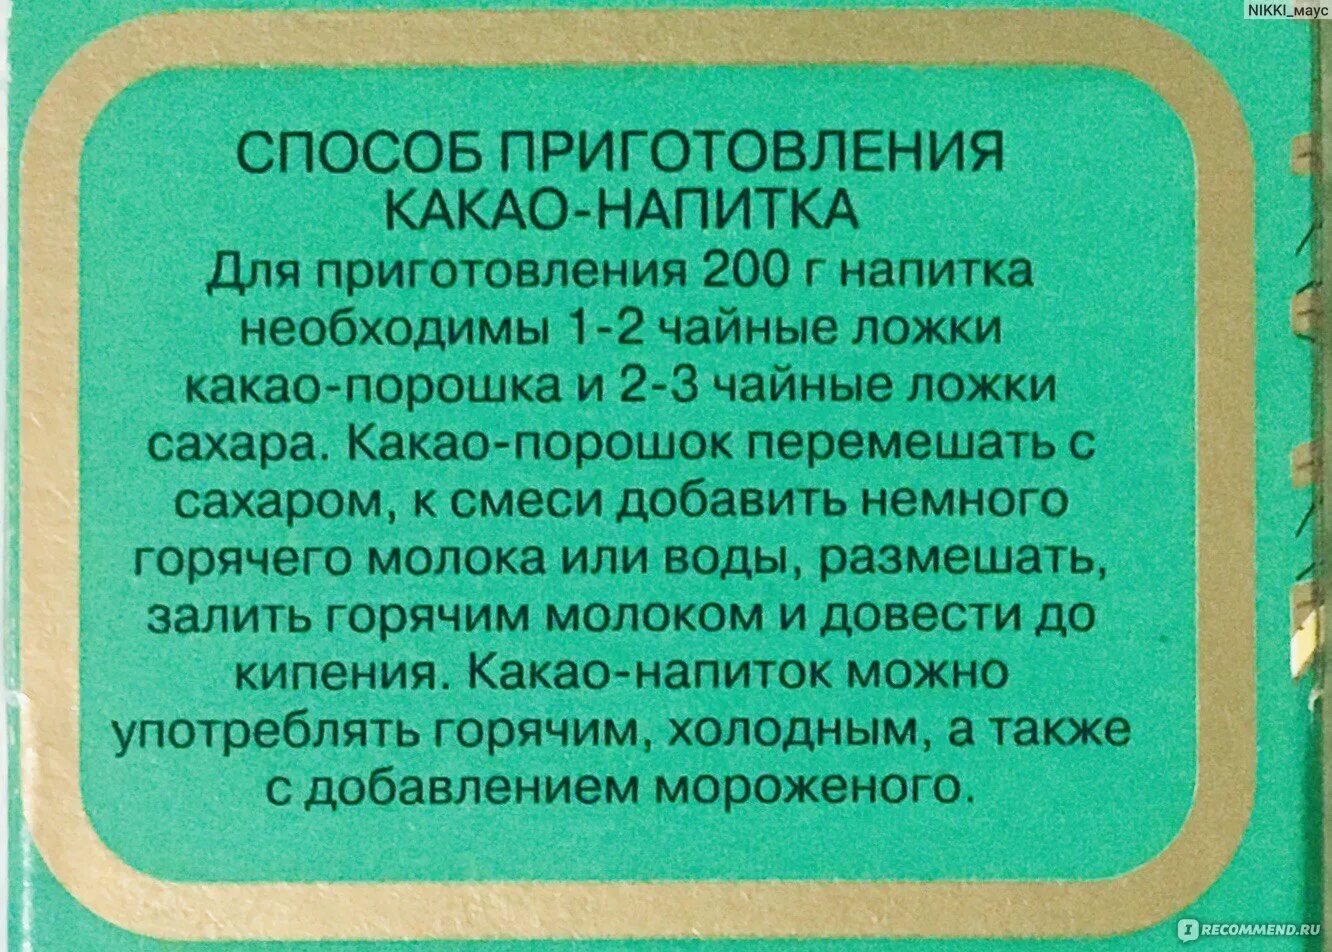 NIKKI_маус
СПОСОБ ПРИГОТОВЛЕНИЯ
КАКАО-НАПИТКА
Для приготовления 200 г напитка
необходимы 1-2 чайные ложки
какао-порошка и 2-3 чайные ложки
сахара. Какао-порошок перемешать с
сахаром, к смеси добавить немного
горячего молока или воды, размешать,
залить горячим молоком и довести до
кипения. Какао-напиток можно
употреблять горячим, холодным, а также
с добавлением мороженого.
I RECOMMEND.RU